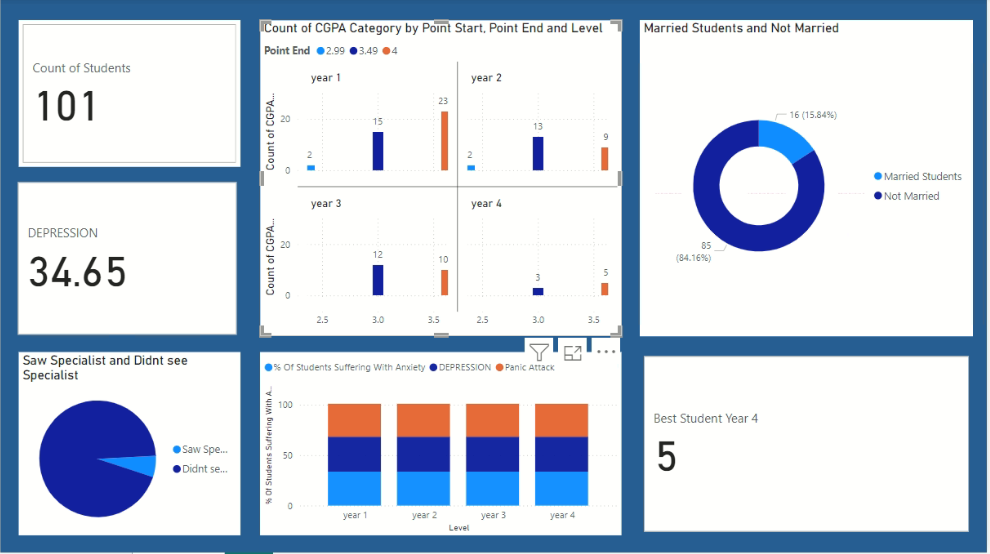 Count of Students
101
DEPRESSION
34.65
Saw Specialist and Didnt see
Specialist
Saw Spe...
Didnt se...
Count of CGPA Category by Point Start, Point End and Level
Point End 2.99 3.49 4
year 1
year 2
Count of CGPA...
20
0
2
15
23
2
13
9
year 3
year 4
Count of CGPA...
20
0
12
10
3
5
2.5 3.0 3.5 2.5 3.0 3.5
% Of Students Suffering With Anxiety DEPRESSION Panic Attack
% Of Students Suffering With A...
100
50
0
year 1 year 2 year 3 year 4
Level
Married Students and Not Married
16 (15.84%)
Married Students
Not Married
85
(84.16%)
Best Student Year 4
5